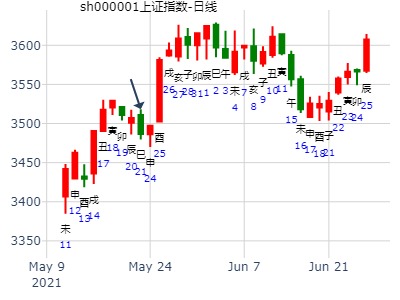 sh000001上证指数-日线
3600
3550
3500
3450
3400
3350
未
11
申
12
酉
13
戌
14
丑
17
寅
18
卯
19
辰
20
巳
21
申
24
酉
25
戌
26
亥
27
子
28
卯
31
辰
1
巳
2
午
3
未
4
戌
7
亥
8
子
9
丑
10
寅
11
午
15
未
16
申
17
酉
18
子
21
丑
22
寅
23
卯
24
辰
25
May 9
2021
May 24
Jun 7
Jun 21